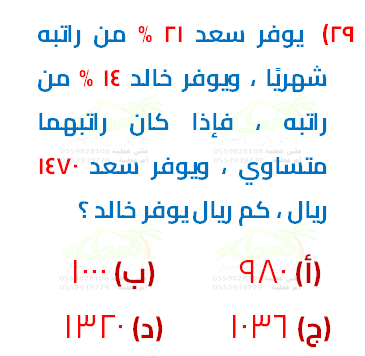 ٢٩) يوفر سعد ٢١ % من راتبه
شهريًا ، ويوفر خالد ١٤ % من
راتبه ، فإذا كان راتبهما
متساوي ، ويوفر سعد ١٤٧٠
ريال ، كم ريال يوفر خالد ؟
(أ) ٩٨٠ (ب) ١٠٠٠
(ج) ١٠٣٦ (د) ١٣٢٠